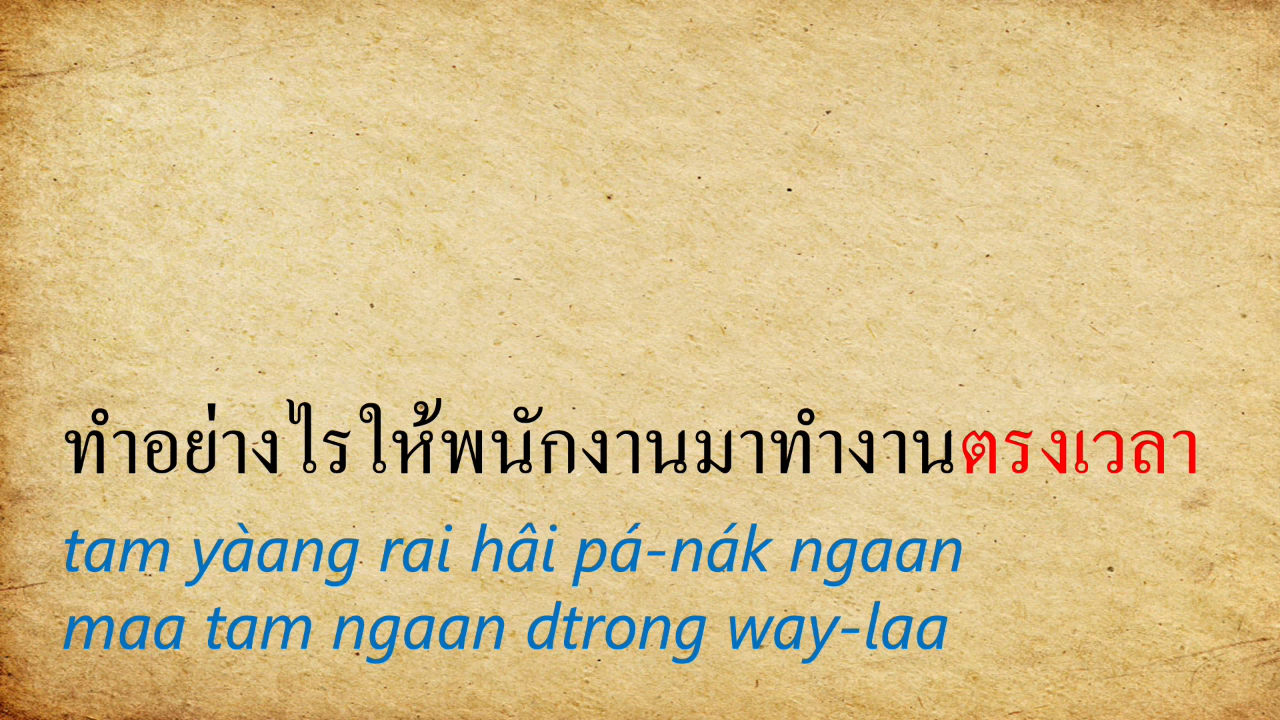 ทำอย่างไรให้พนักงานมาทำงานตรงเวลา
tam yàang rai hâi pá-nák ngaan
maa tam ngaan dtrong way-laa